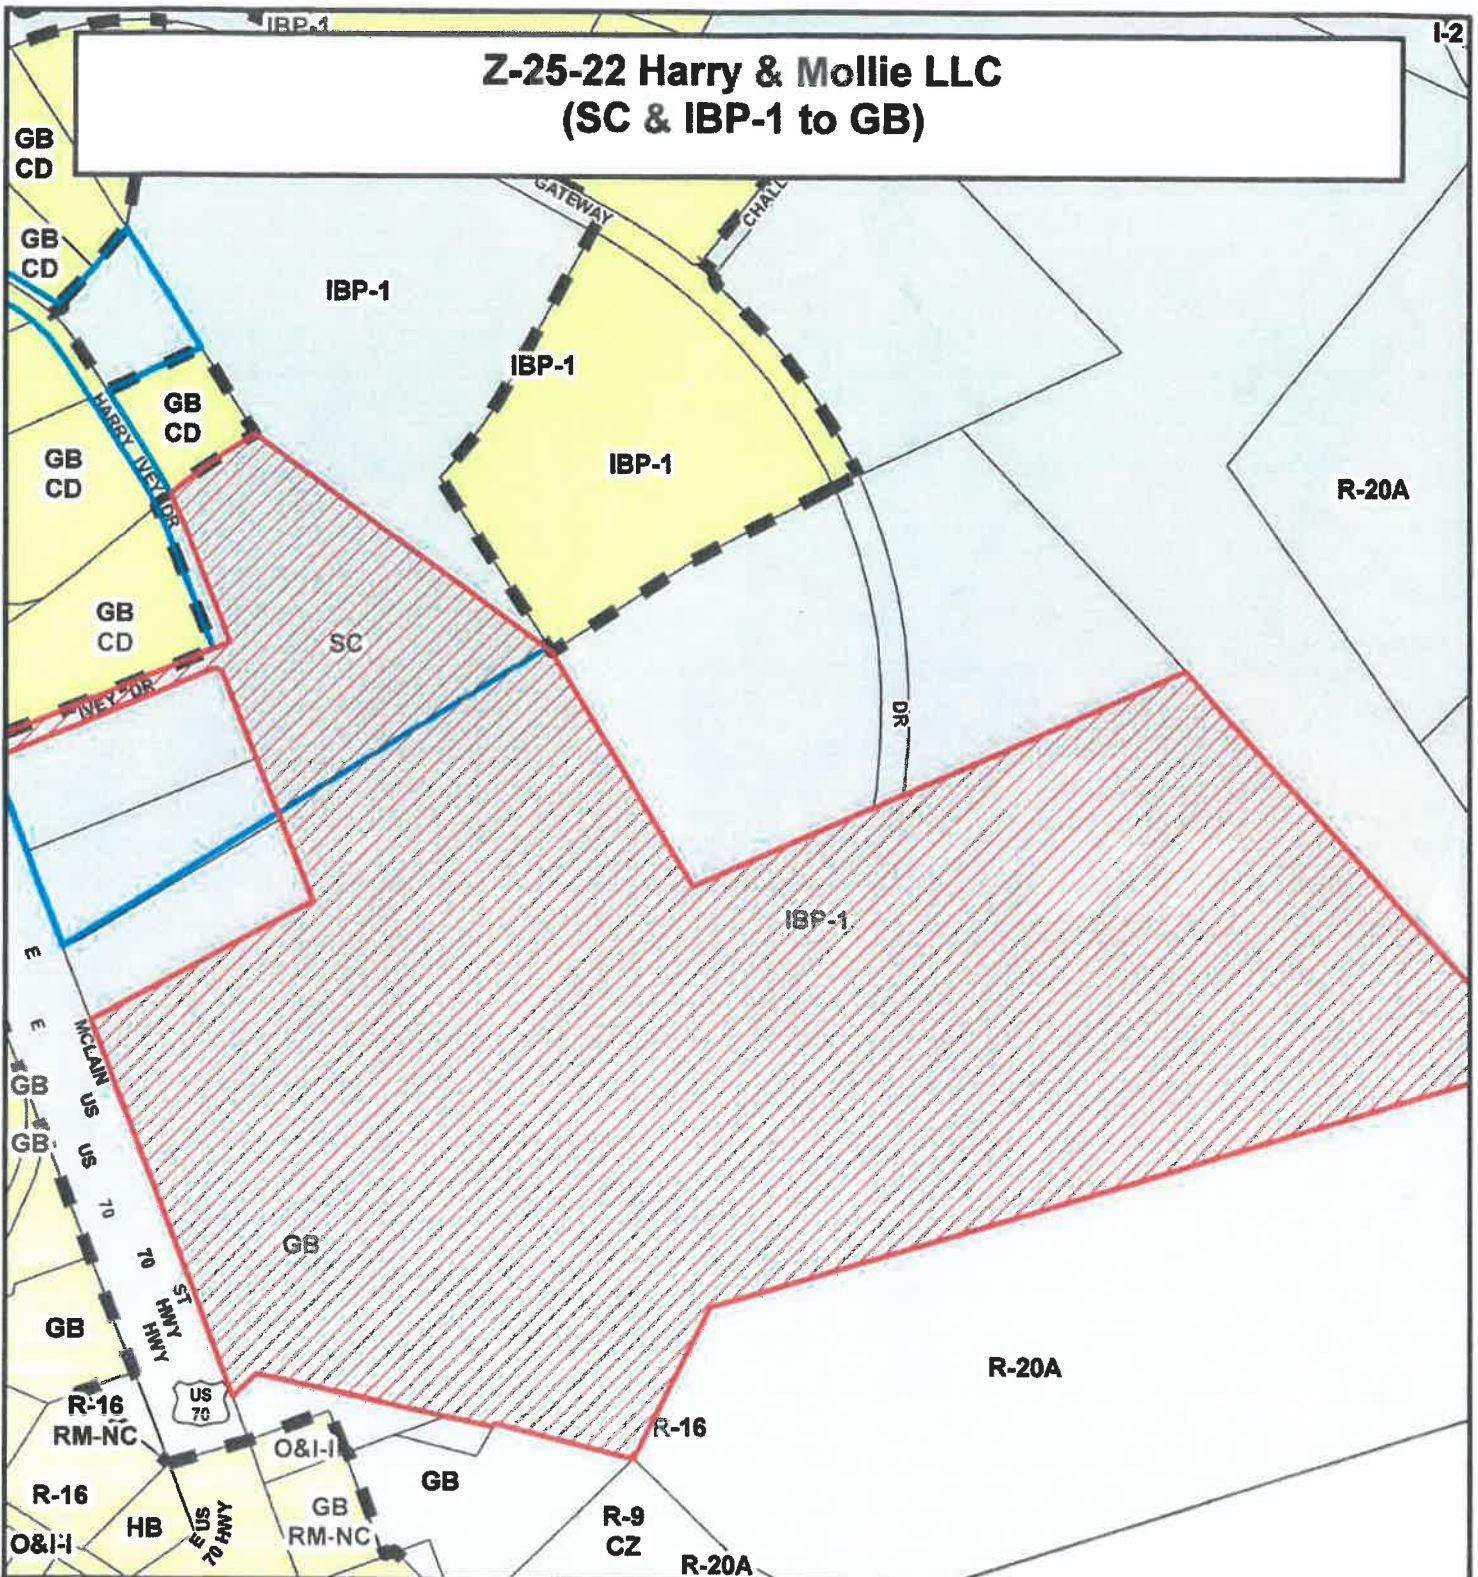 IBP-1
I-2
Z-25-22 Harry & Mollie LLC
(SC & IBP-1 to GB)
GB
CD
GATEWAY
GB
CD
IBP-1
IBP-1
GB
CD
HARRY IVEY DR
GB
CD
IBP-1
R-20A
GB
CD
SC
IVEY DR
DR
IBP-1
E
E
MCLAIN
US
US
70
70
ST
HWY
HWY
GB
GB
GB
GB
US
70
R-16
RM-NC
R-20A
R-16
O&I-II
GB
GB
RM-NC
R-16
HB
E US
70 HWY
O&I-I
R-9
CZ
R-20A